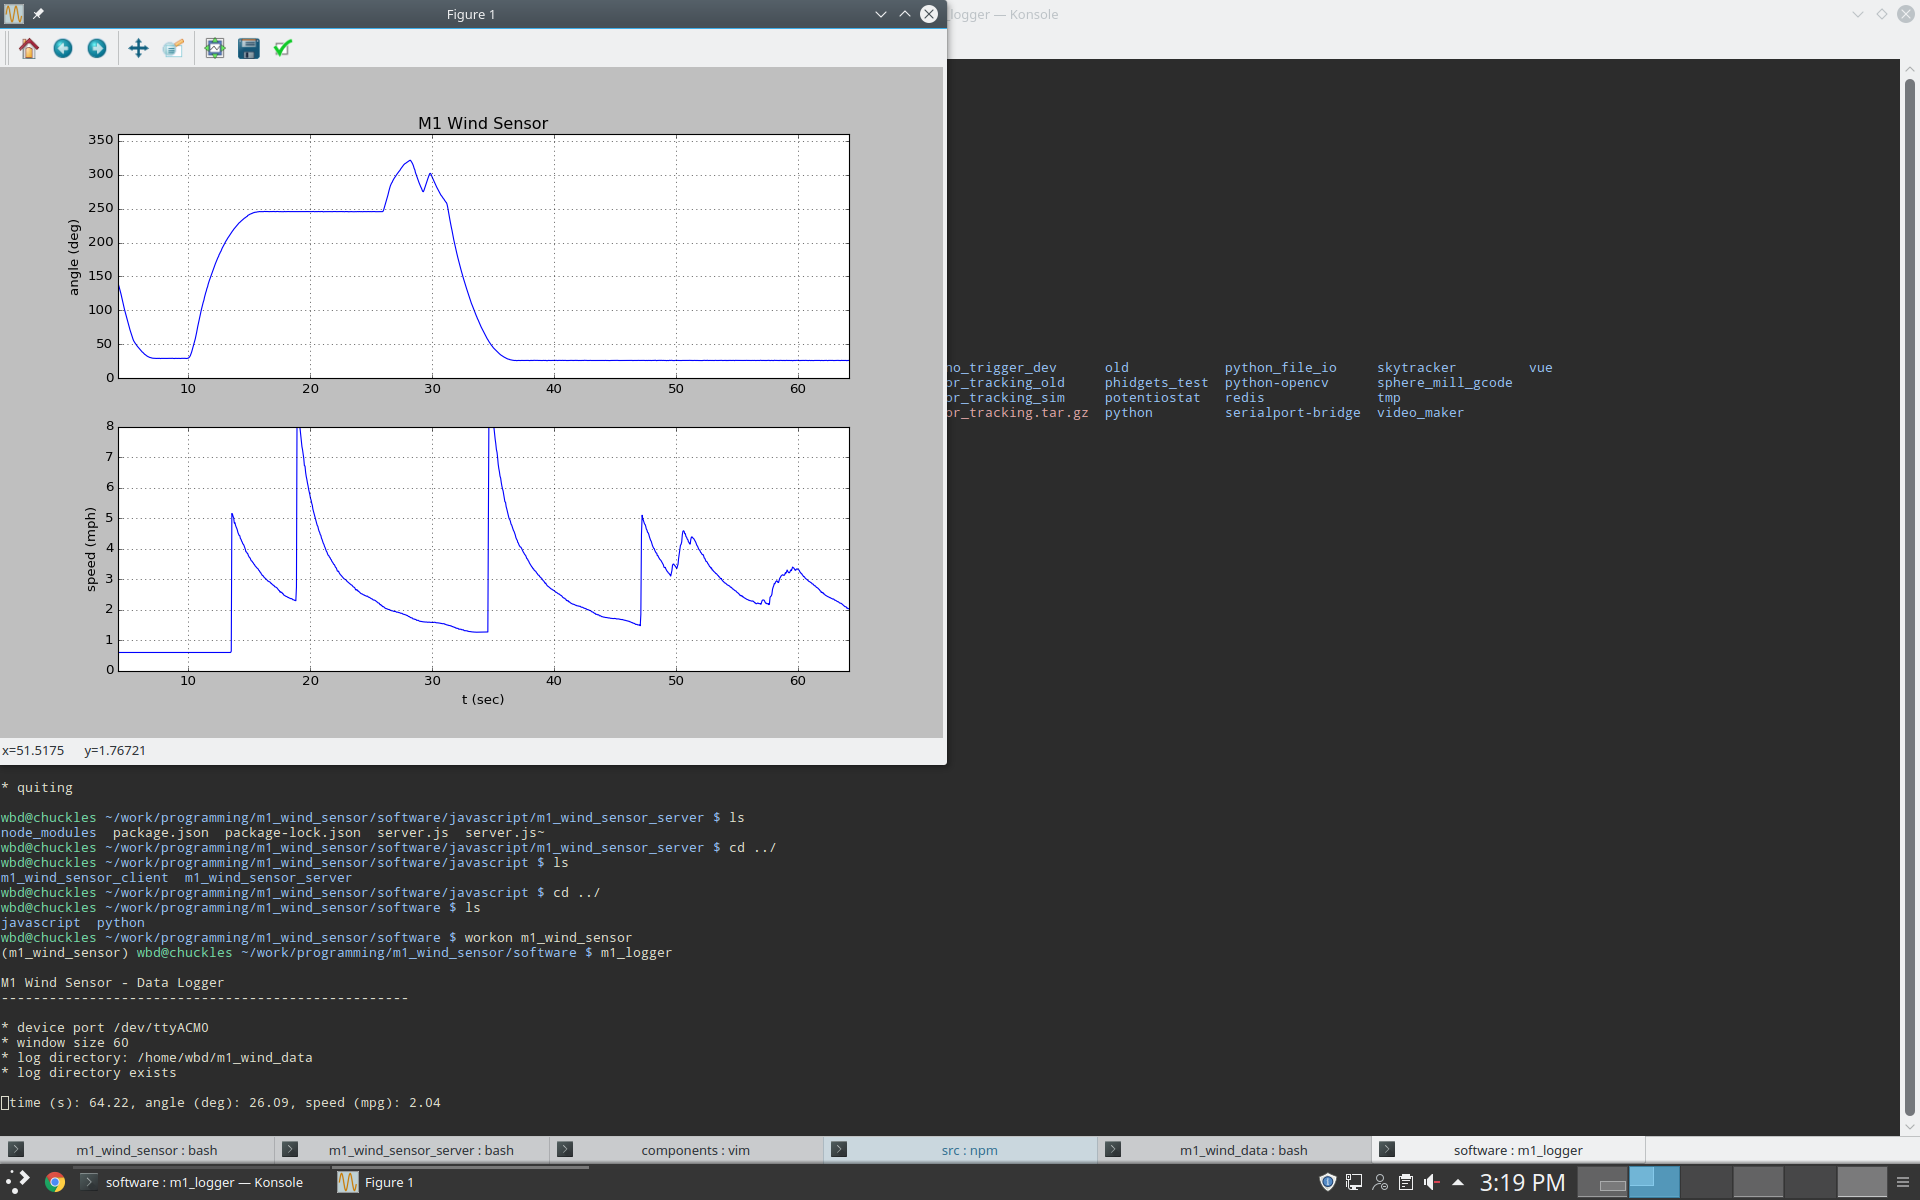 Figure 1
logger — Konsole
M1 Wind Sensor
350
300
250
200
150
100
50
0
angle (deg)
10 20 30 40 50 60
8
7
6
5
4
3
2
1
0
speed (mph)
10 20 30 40 50 60
t (sec)
x=51.5175 y=1.76721
no_trigger_dev old python_file_io skytracker vue
or_tracking_old phidgets_test python-opencv sphere_mill_gcode
or_tracking_sim potentiostat redis tmp
or_tracking.tar.gz python serialport-bridge video_maker
* quiting
wbd@chuckles ~/work/programming/m1_wind_sensor/software/javascript/m1_wind_sensor_server $ ls
node_modules package.json package-lock.json server.js server.js~
wbd@chuckles ~/work/programming/m1_wind_sensor/software/javascript/m1_wind_sensor_server $ cd ../
wbd@chuckles ~/work/programming/m1_wind_sensor/software/javascript $ ls
m1_wind_sensor_client m1_wind_sensor_server
wbd@chuckles ~/work/programming/m1_wind_sensor/software/javascript $ cd ../
wbd@chuckles ~/work/programming/m1_wind_sensor/software $ ls
javascript python
wbd@chuckles ~/work/programming/m1_wind_sensor/software $ workon m1_wind_sensor
(m1_wind_sensor) wbd@chuckles ~/work/programming/m1_wind_sensor/software $ m1_logger
M1 Wind Sensor - Data Logger
---------------------------------------------------
* device port /dev/ttyACM0
* window size 60
* log directory: /home/wbd/m1_wind_data
* log directory exists
time (s): 64.22, angle (deg): 26.09, speed (mpg): 2.04
m1_wind_sensor : bash m1_wind_sensor_server : bash components : vim src : npm m1_wind_data : bash software : m1_logger
software : m1_logger — Konsole Figure 1 3:19 PM